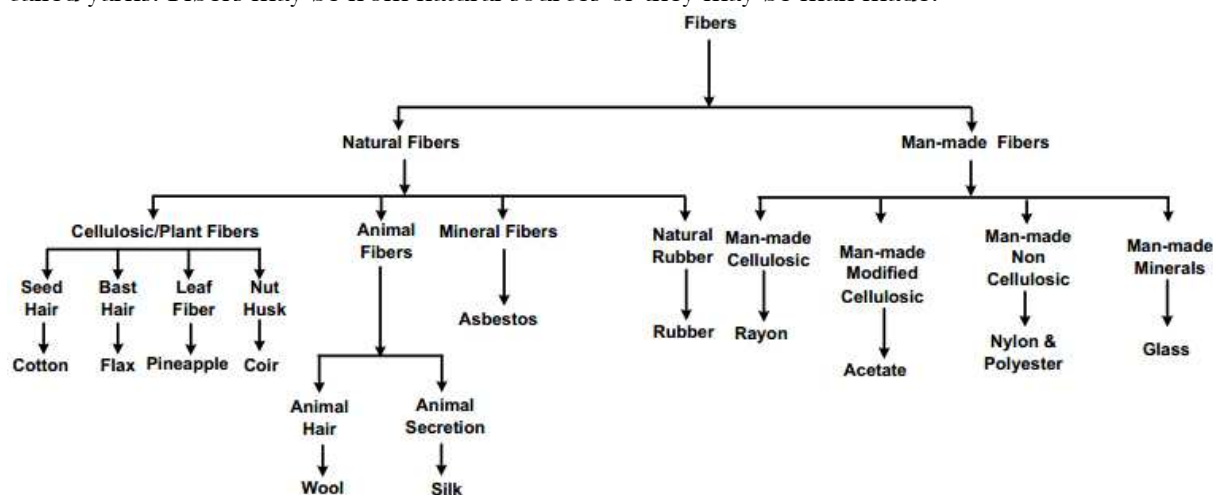 Fibers
Natural Fibers
Man-made Fibers
Cellulosic/Plant Fibers
Animal
Fibers
Mineral Fibers
Natural
Rubber
Man-made
Cellulosic
Man-made
Modified
Cellulosic
Man-made
Non
Cellulosic
Man-made
Minerals
Seed
Hair
Bast
Hair
Leaf
Fiber
Nut
Husk
Asbestos
Rubber
Rayon
Acetate
Nylon &
Polyester
Glass
Cotton
Flax
Pineapple
Coir
Animal
Hair
Animal
Secretion
Wool
Silk